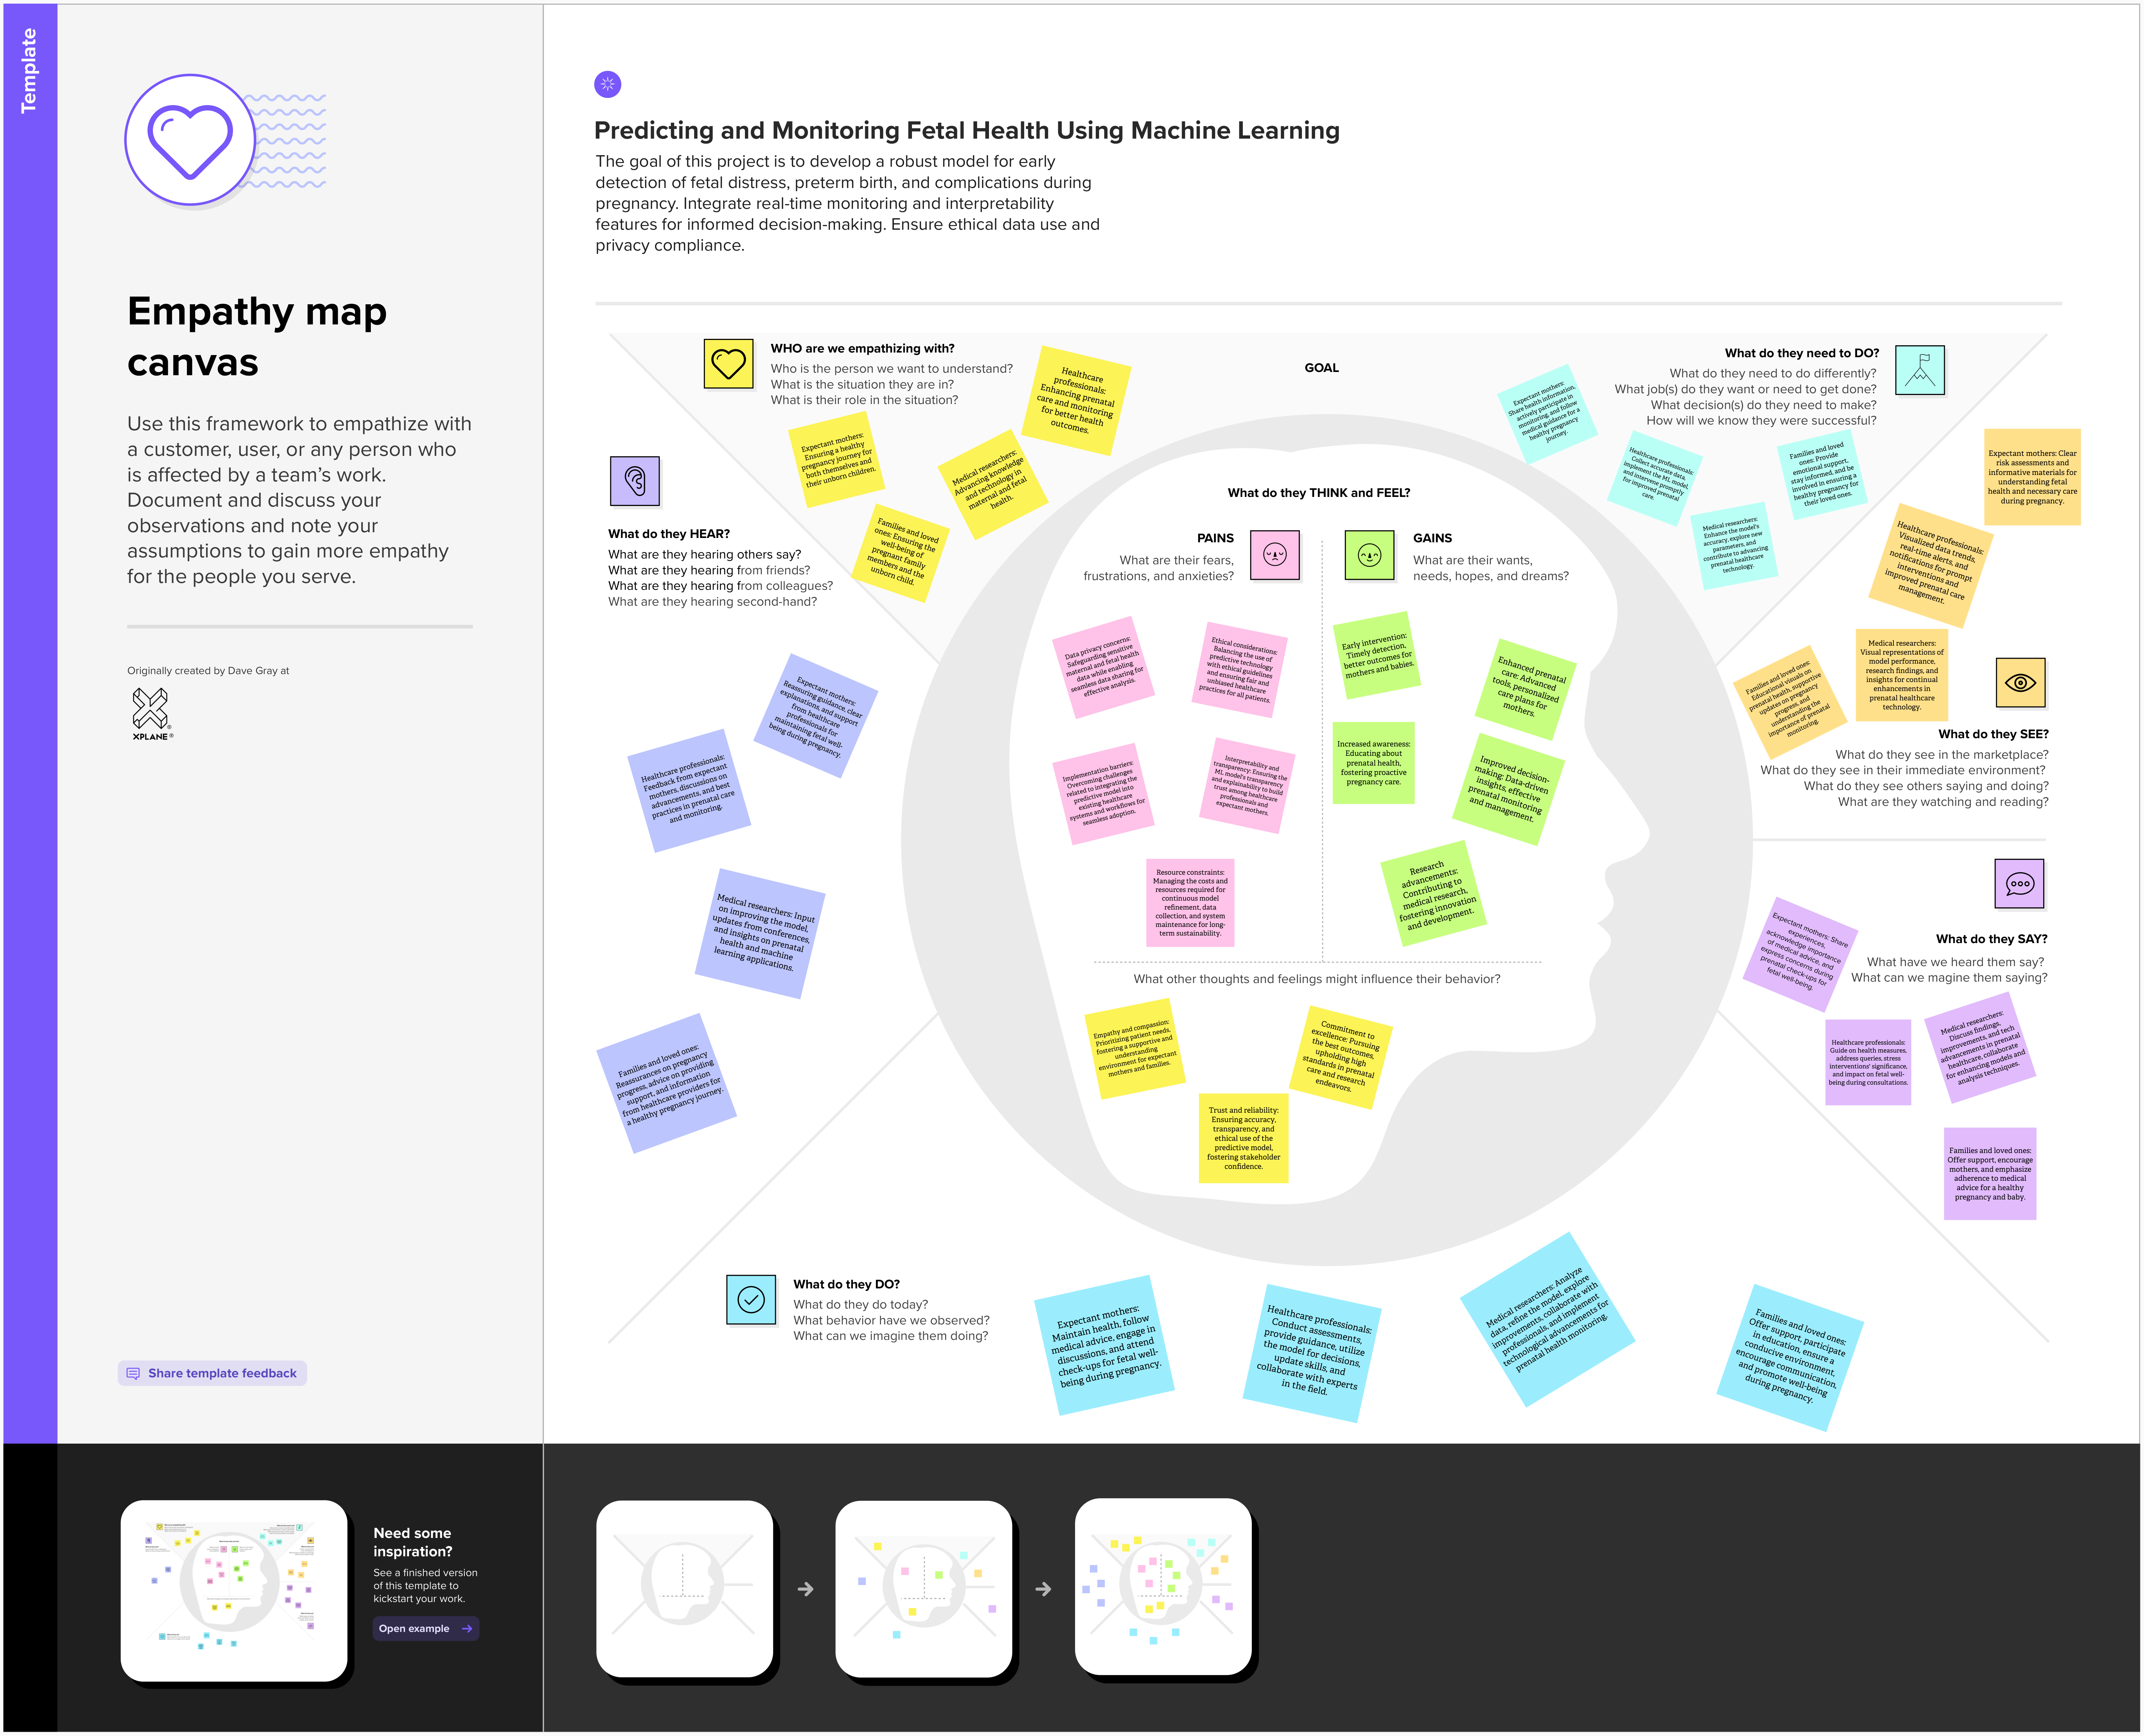 Template
Empathy map
canvas
Use this framework to empathize with
a customer, user, or any person who
is affected by a team's work.
Document and discuss your
observations and note your
assumptions to gain more empathy
for the people you serve.
Originally created by Dave Gray at
XPLANE®
Share template feedback
Predicting and Monitoring Fetal Health Using Machine Learning
The goal of this project is to develop a robust model for early
detection of fetal distress, preterm birth, and complications during
pregnancy. Integrate real-time monitoring and interpretability
features for informed decision-making. Ensure ethical data use and
privacy compliance.
WHO are we empathizing with?
Who is the person we want to understand?
What is the situation they are in?
What is their role in the situation?
Healthcare
professionals:
Enhancing prenatal
care and monitoring
for better health
outcomes.
Expectant mothers:
Ensuring a healthy
pregnancy journey for
both themselves and
their unborn children.
Medical researchers:
Advancing knowledge
and technology in
maternal and fetal
health.
Families and loved
ones: Ensuring the
well-being of
pregnant family
members and the
unborn child.
GOAL
What do they need to DO?
What do they need to do differently?
What job(s) do they want or need to get done?
What decision(s) do they need to make?
How will we know they were successful?
Expectant mothers:
Share health information,
actively participate in
monitoring, and follow
medical guidance for a
healthy pregnancy
journey.
Healthcare professionals:
Collect accurate data,
implement the ML model,
and intervene promptly
for improved prenatal
care.
Medical researchers:
Enhance the model's
accuracy, explore new
parameters, and
contribute to advancing
prenatal healthcare
technology.
Families and loved
ones: Provide
emotional support,
stay informed, and be
involved in ensuring a
healthy pregnancy for
their loved ones.
What do they HEAR?
What are they hearing others say?
What are they hearing from friends?
What are they hearing from colleagues?
What are they hearing second-hand?
Expectant mothers:
Reassuring guidance, clear
explanations, and support
from healthcare
professionals for
maintaining fetal well-
being during pregnancy.
Healthcare professionals:
Feedback from expectant
mothers, discussions on
advancements, and best
practices in prenatal care
and monitoring.
Medical researchers: Input
on improving the model,
updates from conferences,
and insights on prenatal
health and machine
learning applications.
Families and loved ones:
Reassurances on pregnancy
progress, advice on providing
support, and information
from healthcare providers for
a healthy pregnancy journey.
What do they THINK and FEEL?
PAINS
What are their fears,
frustrations, and anxieties?
GAINS
What are their wants,
needs, hopes, and dreams?
Data privacy concerns:
Safeguarding sensitive
maternal and fetal health
data while enabling
seamless data sharing for
effective analysis.
Ethical considerations:
Balancing the use of
predictive technology
with ethical guidelines
and ensuring fair and
unbiased healthcare
practices for all patients.
Implementation barriers:
Overcoming challenges
related to integrating the
predictive model into
existing healthcare
systems and workflows for
seamless adoption.
Interpretability and
transparency: Ensuring the
ML model's transparency
and explainability to build
trust among healthcare
professionals and
expectant mothers.
Resource constraints:
Managing the costs and
resources required for
continuous model
refinement, data
collection, and system
maintenance for long-
term sustainability.
Early intervention:
Timely detection,
better outcomes for
mothers and babies.
Enhanced prenatal
care: Advanced
tools, personalized
care plans for
mothers.
Increased awareness:
Educating about
prenatal health,
fostering proactive
pregnancy care.
Improved decision-
making: Data-driven
insights, effective
prenatal monitoring
and management.
Research
advancements:
Contributing to
medical research,
fostering innovation
and development.
What other thoughts and feelings might influence their behavior?
Empathy and compassion:
Prioritizing patient needs,
fostering a supportive and
understanding
environment for expectant
mothers and families.
Commitment to
excellence: Pursuing
the best outcomes,
upholding high
standards in prenatal
care and research
endeavors.
Trust and reliability:
Ensuring accuracy,
transparency, and
ethical use of the
predictive model,
fostering stakeholder
confidence.
Expectant mothers: Clear
risk assessments and
informative materials for
understanding fetal
health and necessary care
during pregnancy.
Healthcare professionals:
Visualized data trends,
real-time alerts, and
notifications for prompt
interventions and
improved prenatal care
management.
Medical researchers:
Visual representations of
model performance,
research findings, and
insights for continual
enhancements in
prenatal healthcare
technology.
Families and loved ones:
Educational visuals on
prenatal health, supportive
updates on pregnancy
progress, and
understanding the
importance of prenatal
monitoring.
What do they SEE?
What do they see in the marketplace?
What do they see in their immediate environment?
What do they see others saying and doing?
What are they watching and reading?
What do they SAY?
What have we heard them say?
What can we magine them saying?
Expectant mothers: Share
experiences,
acknowledge importance
of medical advice, and
express concerns during
prenatal check-ups for
fetal well-being.
Healthcare professionals:
Guide on health measures,
address queries, stress
interventions' significance,
and impact on fetal well-
being during consultations.
Medical researchers:
Discuss findings,
improvements, and tech
advancements in prenatal
healthcare, collaborate
for enhancing models and
analysis techniques.
Families and loved ones:
Offer support, encourage
mothers, and emphasize
adherence to medical
advice for a healthy
pregnancy and baby.
What do they DO?
What do they do today?
What behavior have we observed?
What can we imagine them doing?
Expectant mothers:
Maintain health, follow
medical advice, engage in
discussions, and attend
check-ups for fetal well-
being during pregnancy.
Healthcare professionals:
Conduct assessments,
provide guidance, utilize
the model for decisions,
update skills, and
collaborate with experts
in the field.
Medical researchers: Analyze
data, refine the model, explore
improvements, collaborate with
professionals, and implement
technological advancements for
prenatal health monitoring.
Families and loved ones:
Offer support, participate
in education, ensure a
conducive environment,
encourage communication,
and promote well-being
during pregnancy.
Need some
inspiration?
See a finished version
of this template to
kickstart your work.
Open example